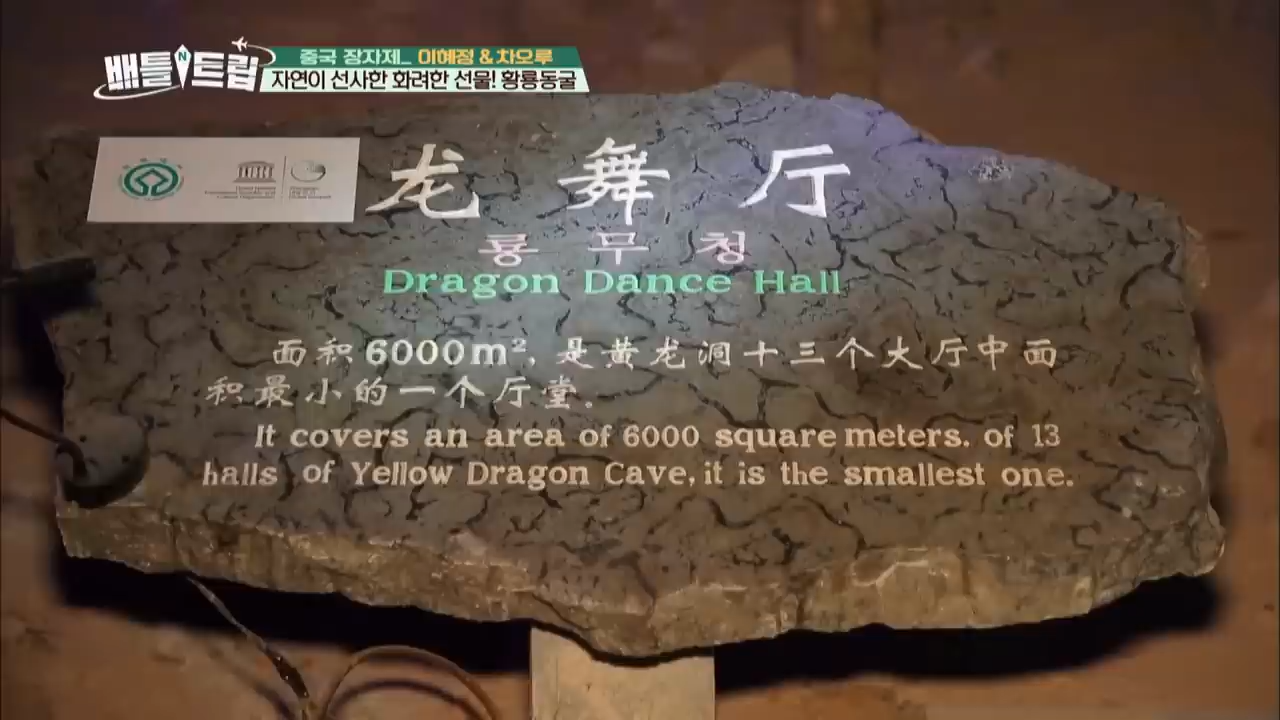 배틀트립
중국 장자제_ 이혜정 & 차오루
자연이 선사한 화려한 선물! 황룡동굴
龙舞厅
룡무청
Dragon Dance Hall
面积6000m², 是黄龙洞十三个大厅中面
积最小的一个厅堂。
It covers an area of 6000 square meters. of 13
halls of Yellow Dragon Cave, it is the smallest one.